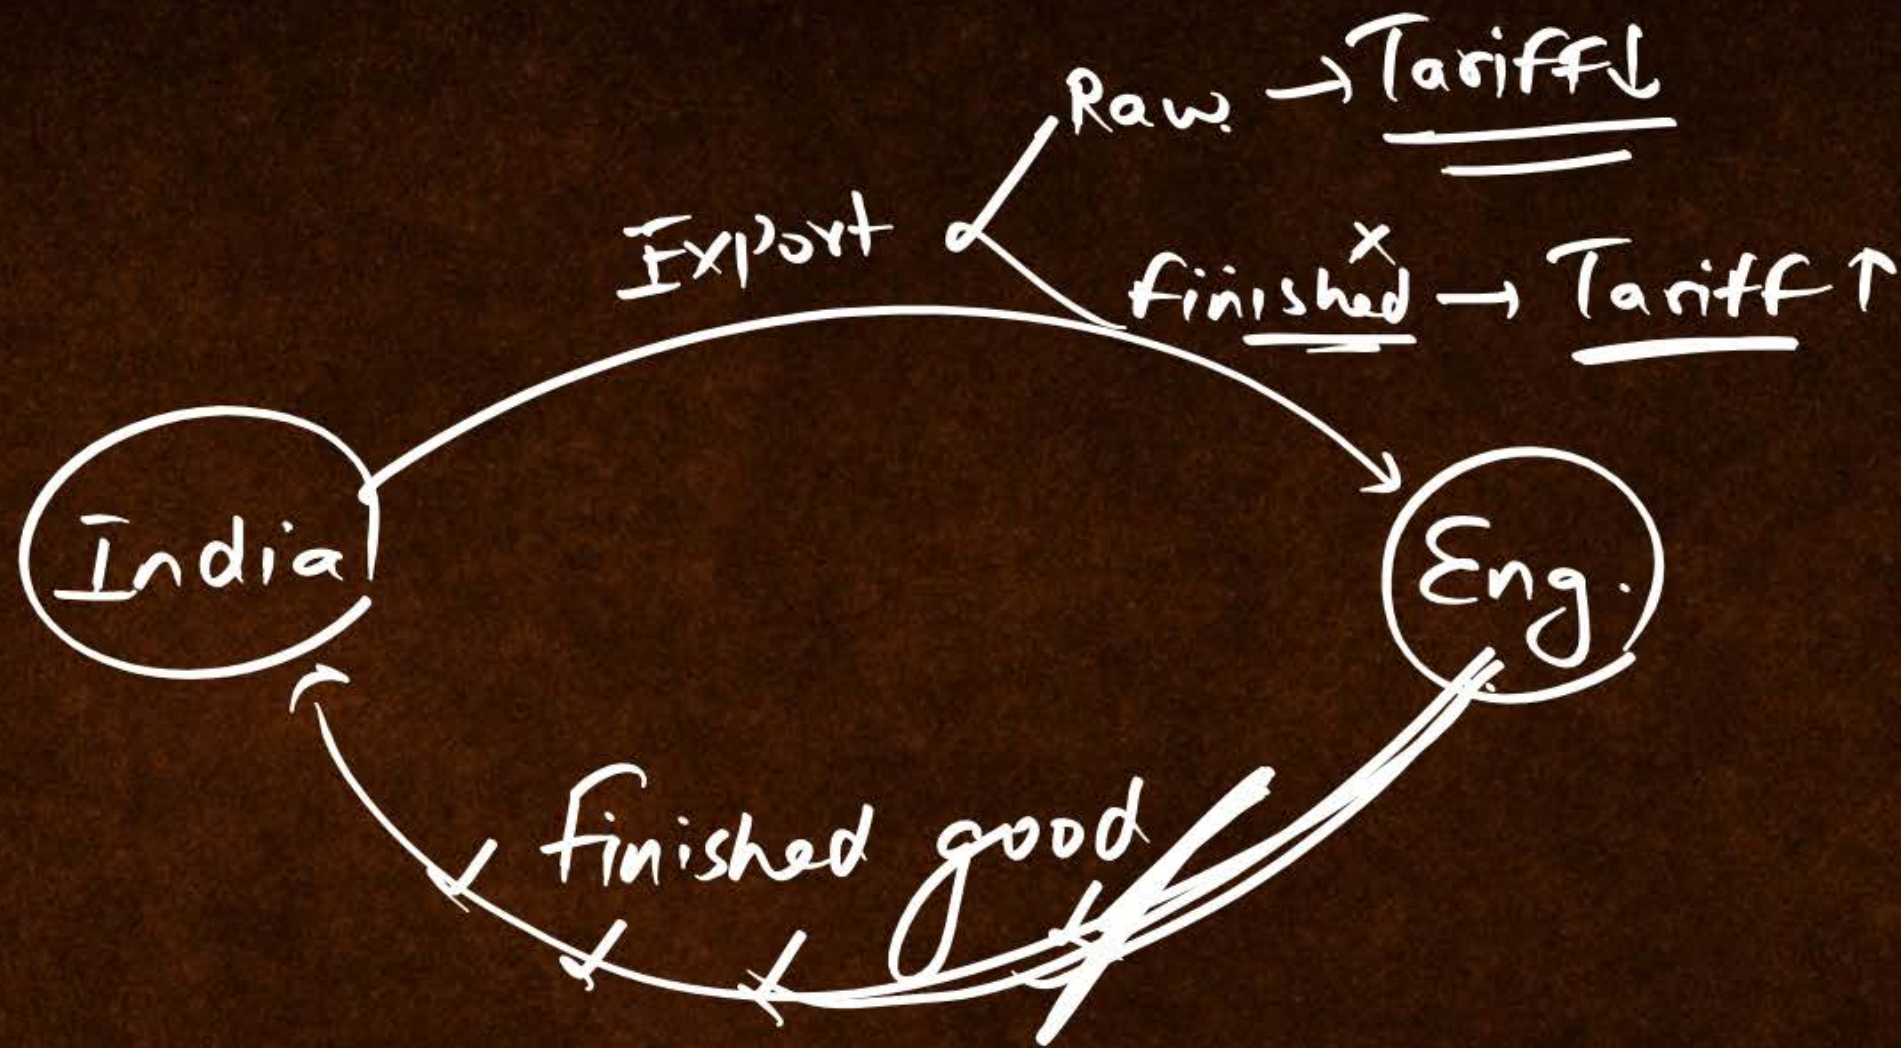 Raw. → Tariff↓
Export
x
finished → Tariff ↑
India
Eng.
finished good